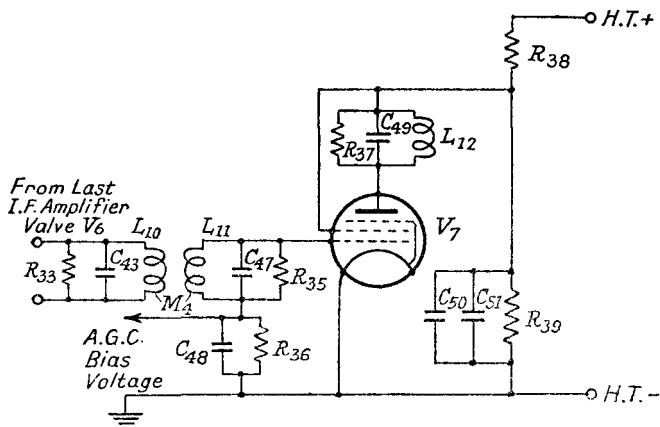 H.T.+
R38
C49
R37
L12
From Last
I.F. Amplifier
Valve V6
L10
L11
V7
R33
C43
C47
R35
M4
C50
C51
R39
A.G.C.
Bias
Voltage
C48
R36
H.T.-